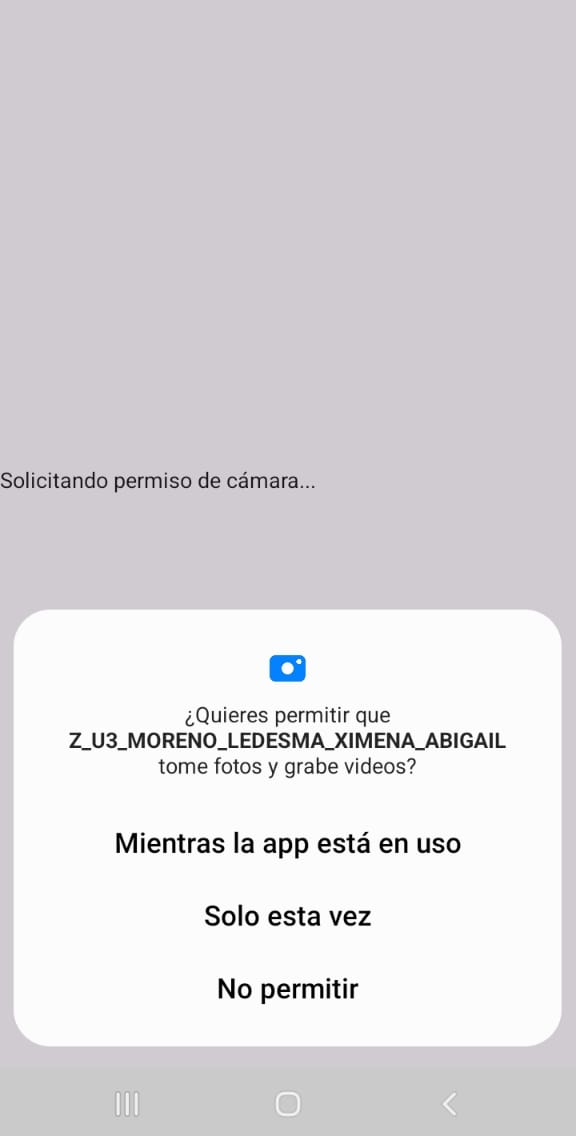 Solicitando permiso de cámara...
¿Quieres permitir que
Z_U3_MORENO_LEDESMA_XIMENA_ABIGAIL
tome fotos y grabe videos?
Mientras la app está en uso
Solo esta vez
No permitir